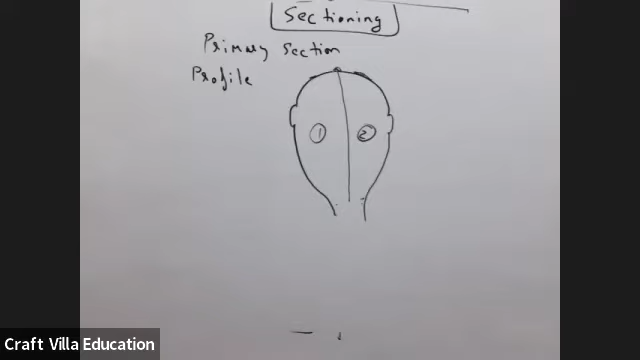 Sectioning
Primary Section
Profile
1 2
Craft Villa Education